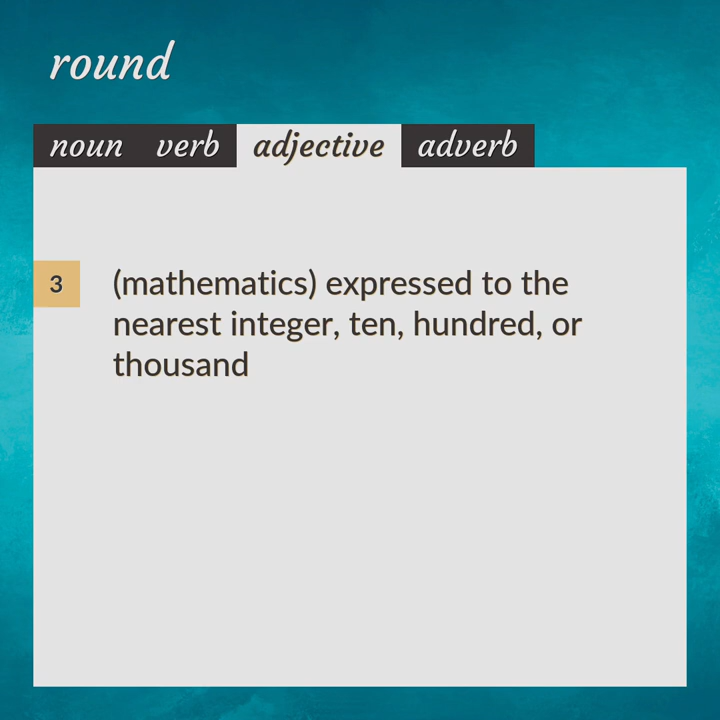 round
noun verb adjective adverb
3 (mathematics) expressed to the
nearest integer, ten, hundred, or
thousand